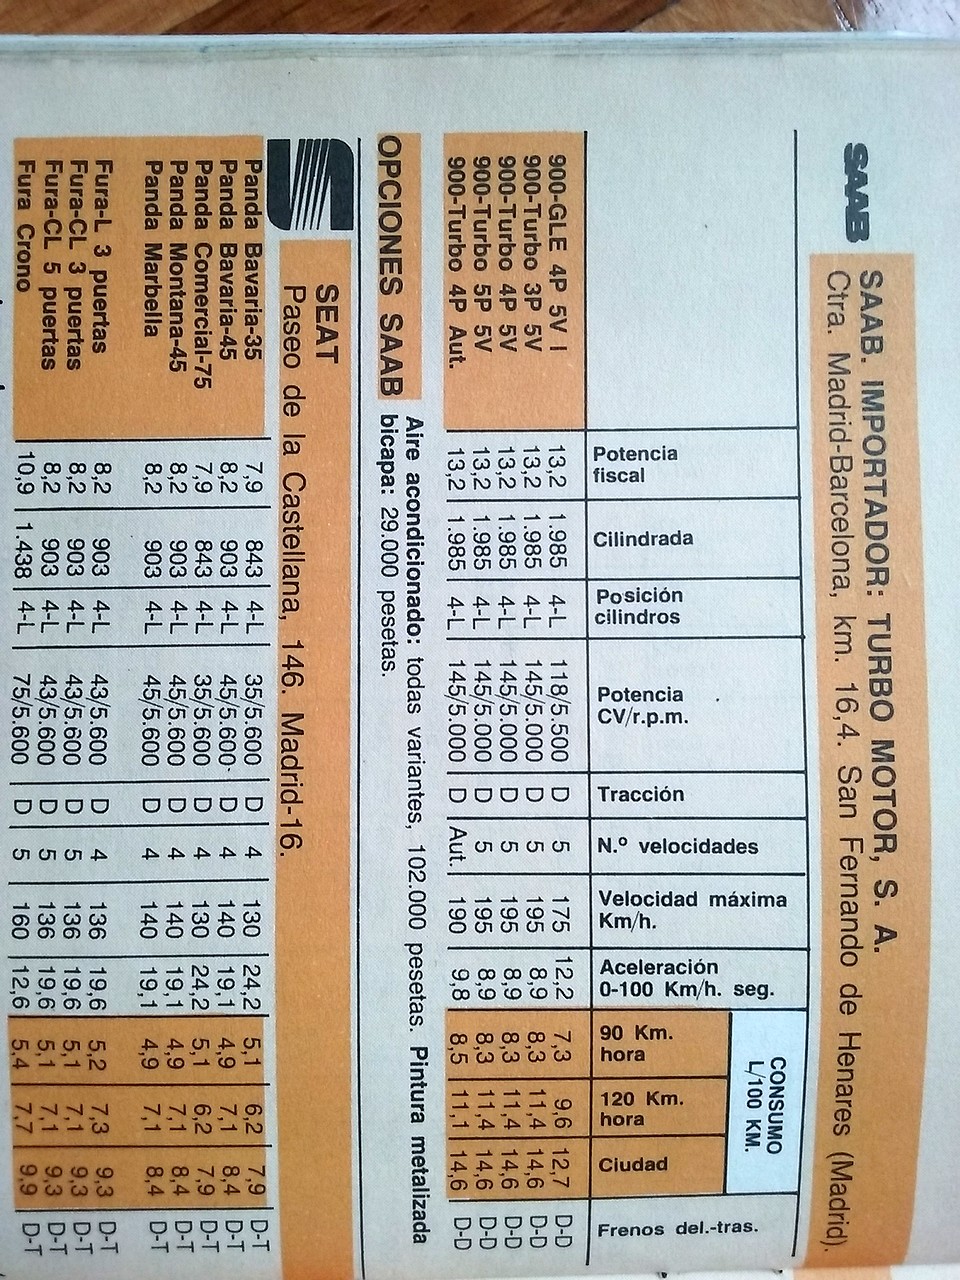 SAAB
SAAB. IMPORTADOR: TURBO MOTOR, S. A.
Ctra. Madrid-Barcelona, km. 16,4. San Fernando de Henares (Madrid).
CONSUMO
L/100 KM.
Potencia fiscal Cilindrada Posición cilindros Potencia CV/r.p.m. Tracción N.º velocidades Velocidad máxima Km/h. Aceleración 0-100 Km/h. seg. 90 Km. hora 120 Km. hora Ciudad Frenos del.-tras.
900-GLE 4P 5V I 13,2 1.985 4-L 118/5.500 D 5 175 12,2 7,3 9,6 12,7 D-D
900-Turbo 3P 5V 13,2 1.985 4-L 145/5.000 D 5 195 8,9 8,3 11,4 14,6 D-D
900-Turbo 4P 5V 13,2 1.985 4-L 145/5.000 D 5 195 8,9 8,3 11,4 14,6 D-D
900-Turbo 5P 5V 13,2 1.985 4-L 145/5.000 D 5 195 8,9 8,3 11,4 14,6 D-D
900-Turbo 4P Aut. 13,2 1.985 4-L 145/5.000 D Aut. 190 9,8 8,5 11,1 14,6 D-D
OPCIONES SAAB Aire acondicionado: todas variantes, 102.000 pesetas. Pintura metalizada
bicapa: 29.000 pesetas.
SEAT
Paseo de la Castellana, 146. Madrid-16.
Panda Bavaria-35 7,9 843 4-L 35/5.600 D 4 130 24,2 5,1 6,2 7,9 D-T
Panda Bavaria-45 8,2 903 4-L 45/5.600 D 4 140 19,1 4,9 7,1 8,4 D-T
Panda Comercial-75 7,9 843 4-L 35/5.600 D 4 130 24,2 5,1 6,2 7,9 D-T
Panda Montana-45 8,2 903 4-L 45/5.600 D 4 140 19,1 4,9 7,1 8,4 D-T
Panda Marbella 8,2 903 4-L 45/5.600 D 4 140 19,1 4,9 7,1 8,4 D-T
Fura-L 3 puertas 8,2 903 4-L 43/5.600 D 4 136 19,6 5,2 7,3 9,3 D-T
Fura-CL 3 puertas 8,2 903 4-L 43/5.600 D 5 136 19,6 5,1 7,1 9,3 D-T
Fura-CL 5 puertas 8,2 903 4-L 43/5.600 D 5 136 19,6 5,1 7,1 9,3 D-T
Fura Crono 10,9 1.438 4-L 75/5.600 D 5 160 12,6 5,4 7,7 9,9 D-T